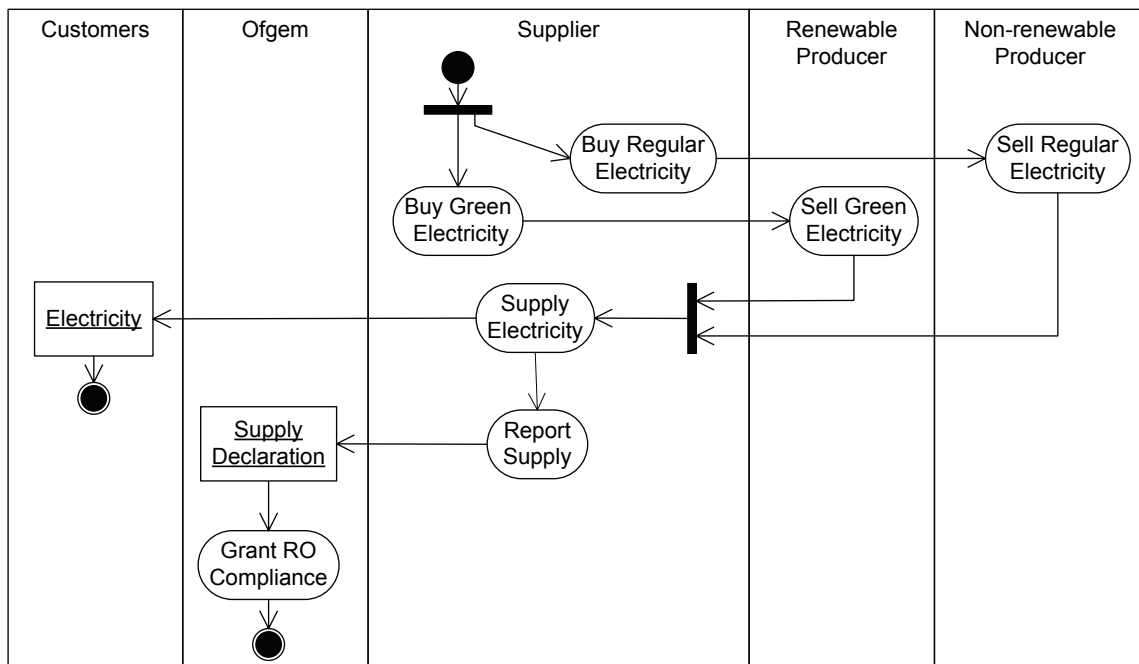 Customers
Ofgem
Supplier
Renewable
Producer
Non-renewable
Producer
Buy Regular
Electricity
Sell Regular
Electricity
Buy Green
Electricity
Sell Green
Electricity
Electricity
Supply
Electricity
Supply
Declaration
Report
Supply
Grant RO
Compliance